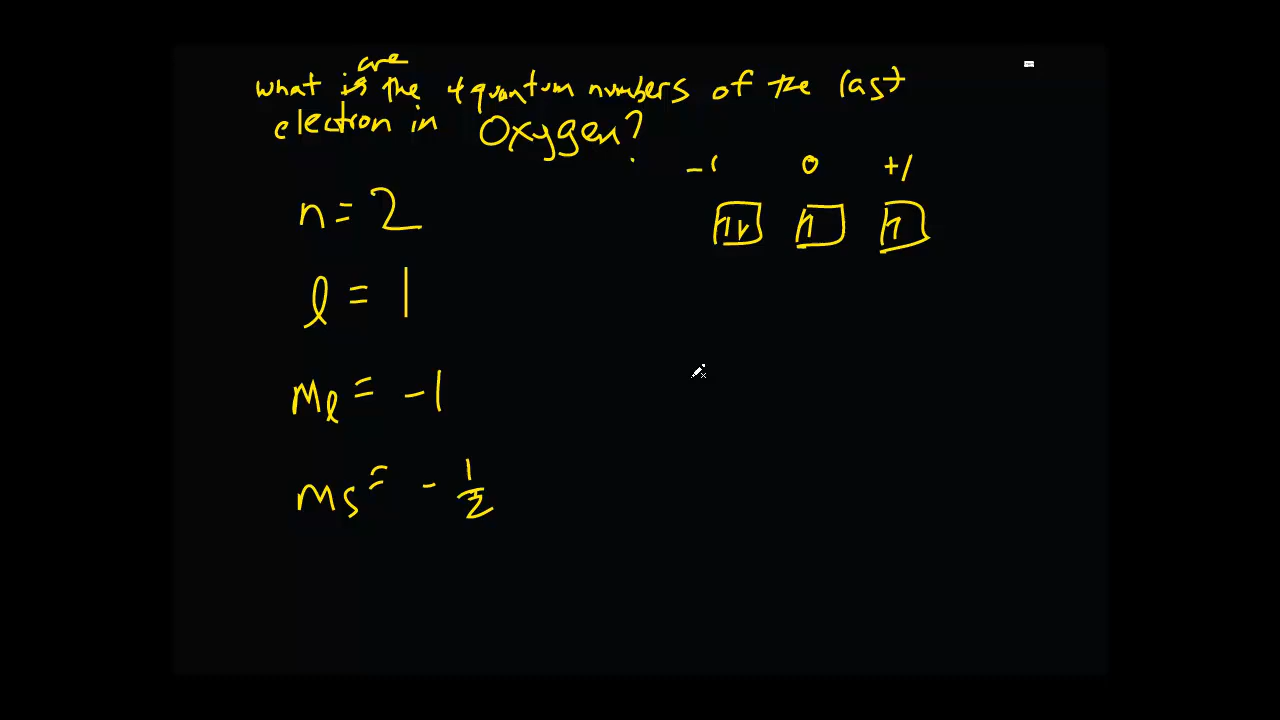 what is are the 4 quantum numbers of the last
electron in Oxygen?
-1 0 +1
n = 2
↿⇂ ↿ ↿
l = 1
ml = -1
ms = - 1/2